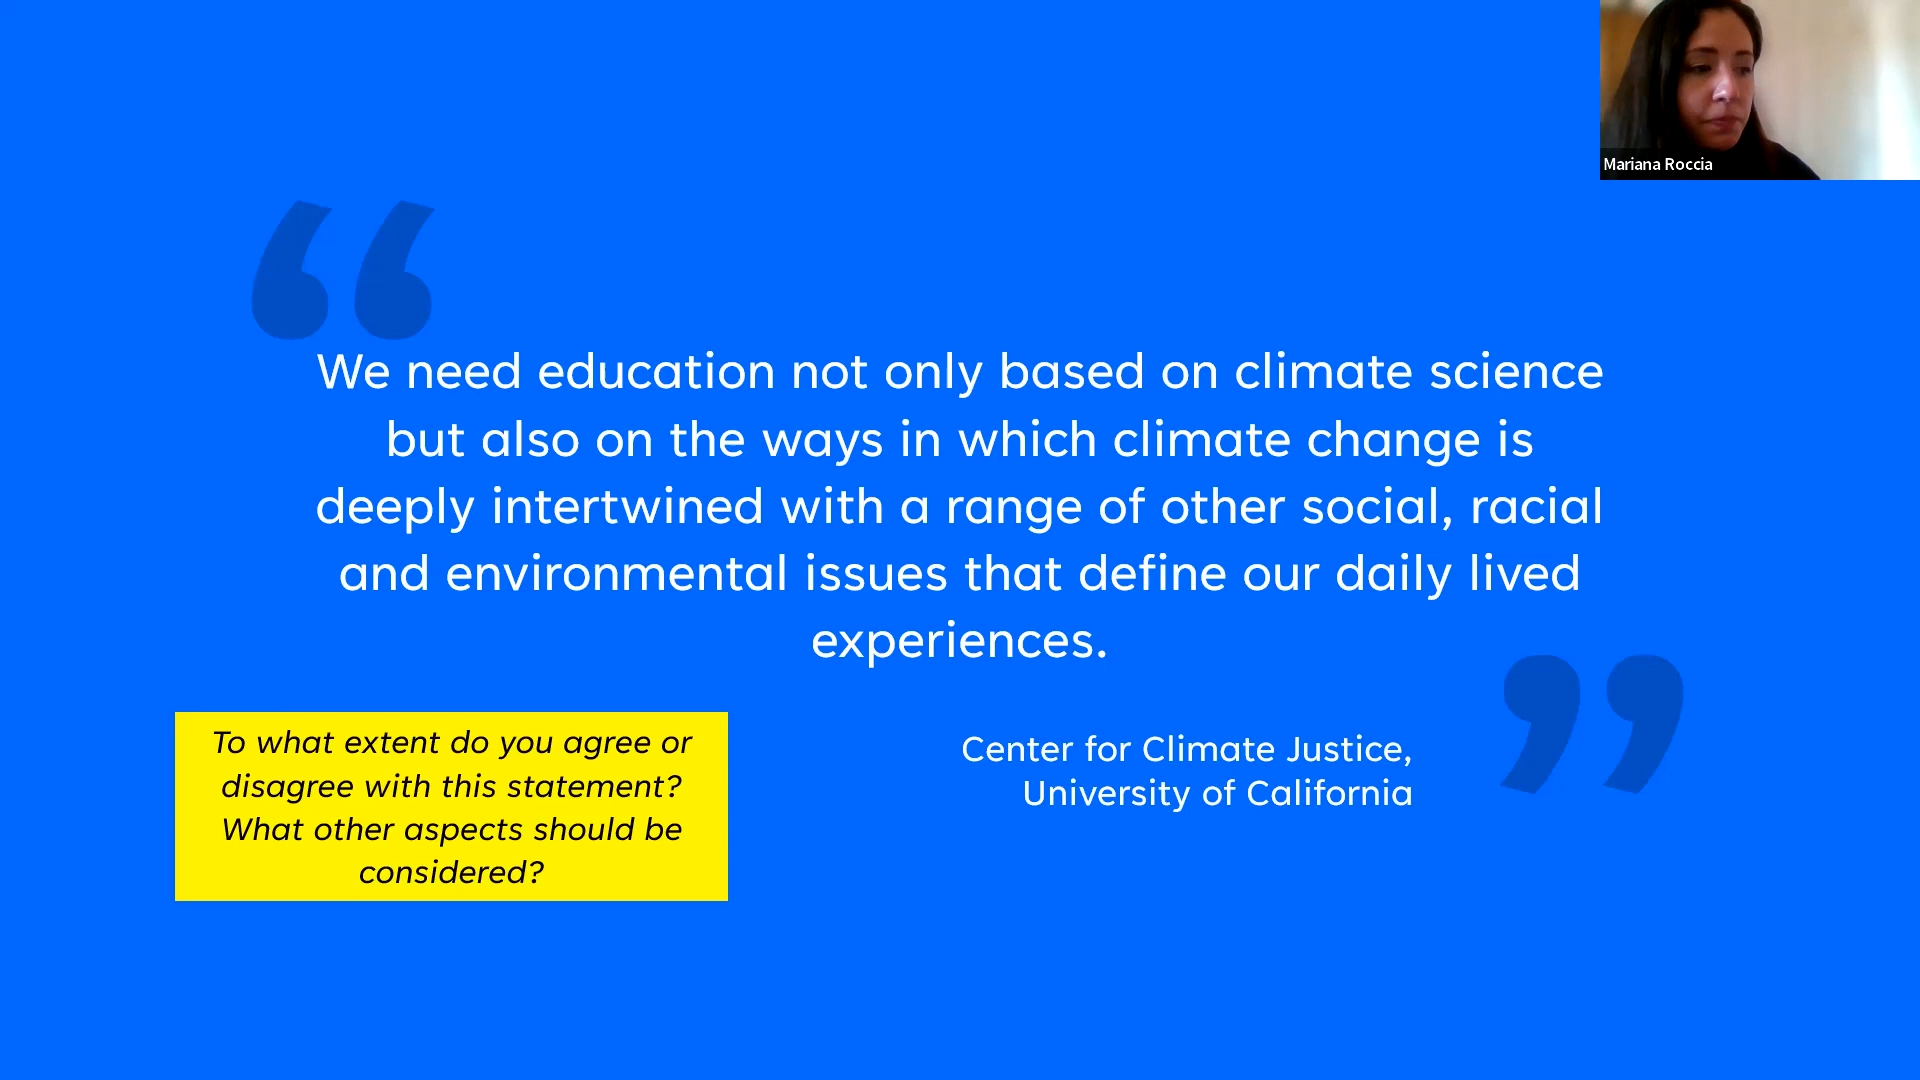 Mariana Roccia
“
We need education not only based on climate science
but also on the ways in which climate change is
deeply intertwined with a range of other social, racial
and environmental issues that define our daily lived
experiences.
”
Center for Climate Justice,
University of California
To what extent do you agree or
disagree with this statement?
What other aspects should be
considered?